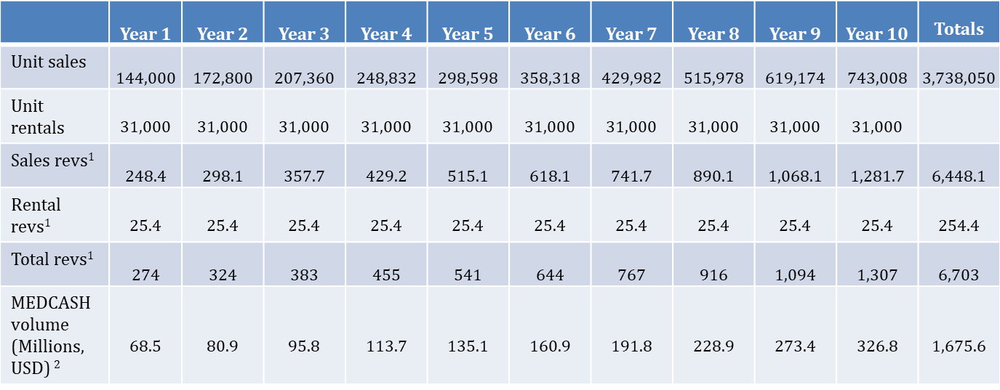 Year 1 Year 2 Year 3 Year 4 Year 5 Year 6 Year 7 Year 8 Year 9 Year 10 Totals
Unit sales
144,000 172,800 207,360 248,832 298,598 358,318 429,982 515,978 619,174 743,008 3,738,050
Unit
rentals
31,000 31,000 31,000 31,000 31,000 31,000 31,000 31,000 31,000 31,000
Sales revs¹
248.4 298.1 357.7 429.2 515.1 618.1 741.7 890.1 1,068.1 1,281.7 6,448.1
Rental
revs¹
25.4 25.4 25.4 25.4 25.4 25.4 25.4 25.4 25.4 25.4 254.4
Total revs¹
274 324 383 455 541 644 767 916 1,094 1,307 6,703
MEDCASH
volume
(Millions,
USD) ²
68.5 80.9 95.8 113.7 135.1 160.9 191.8 228.9 273.4 326.8 1,675.6